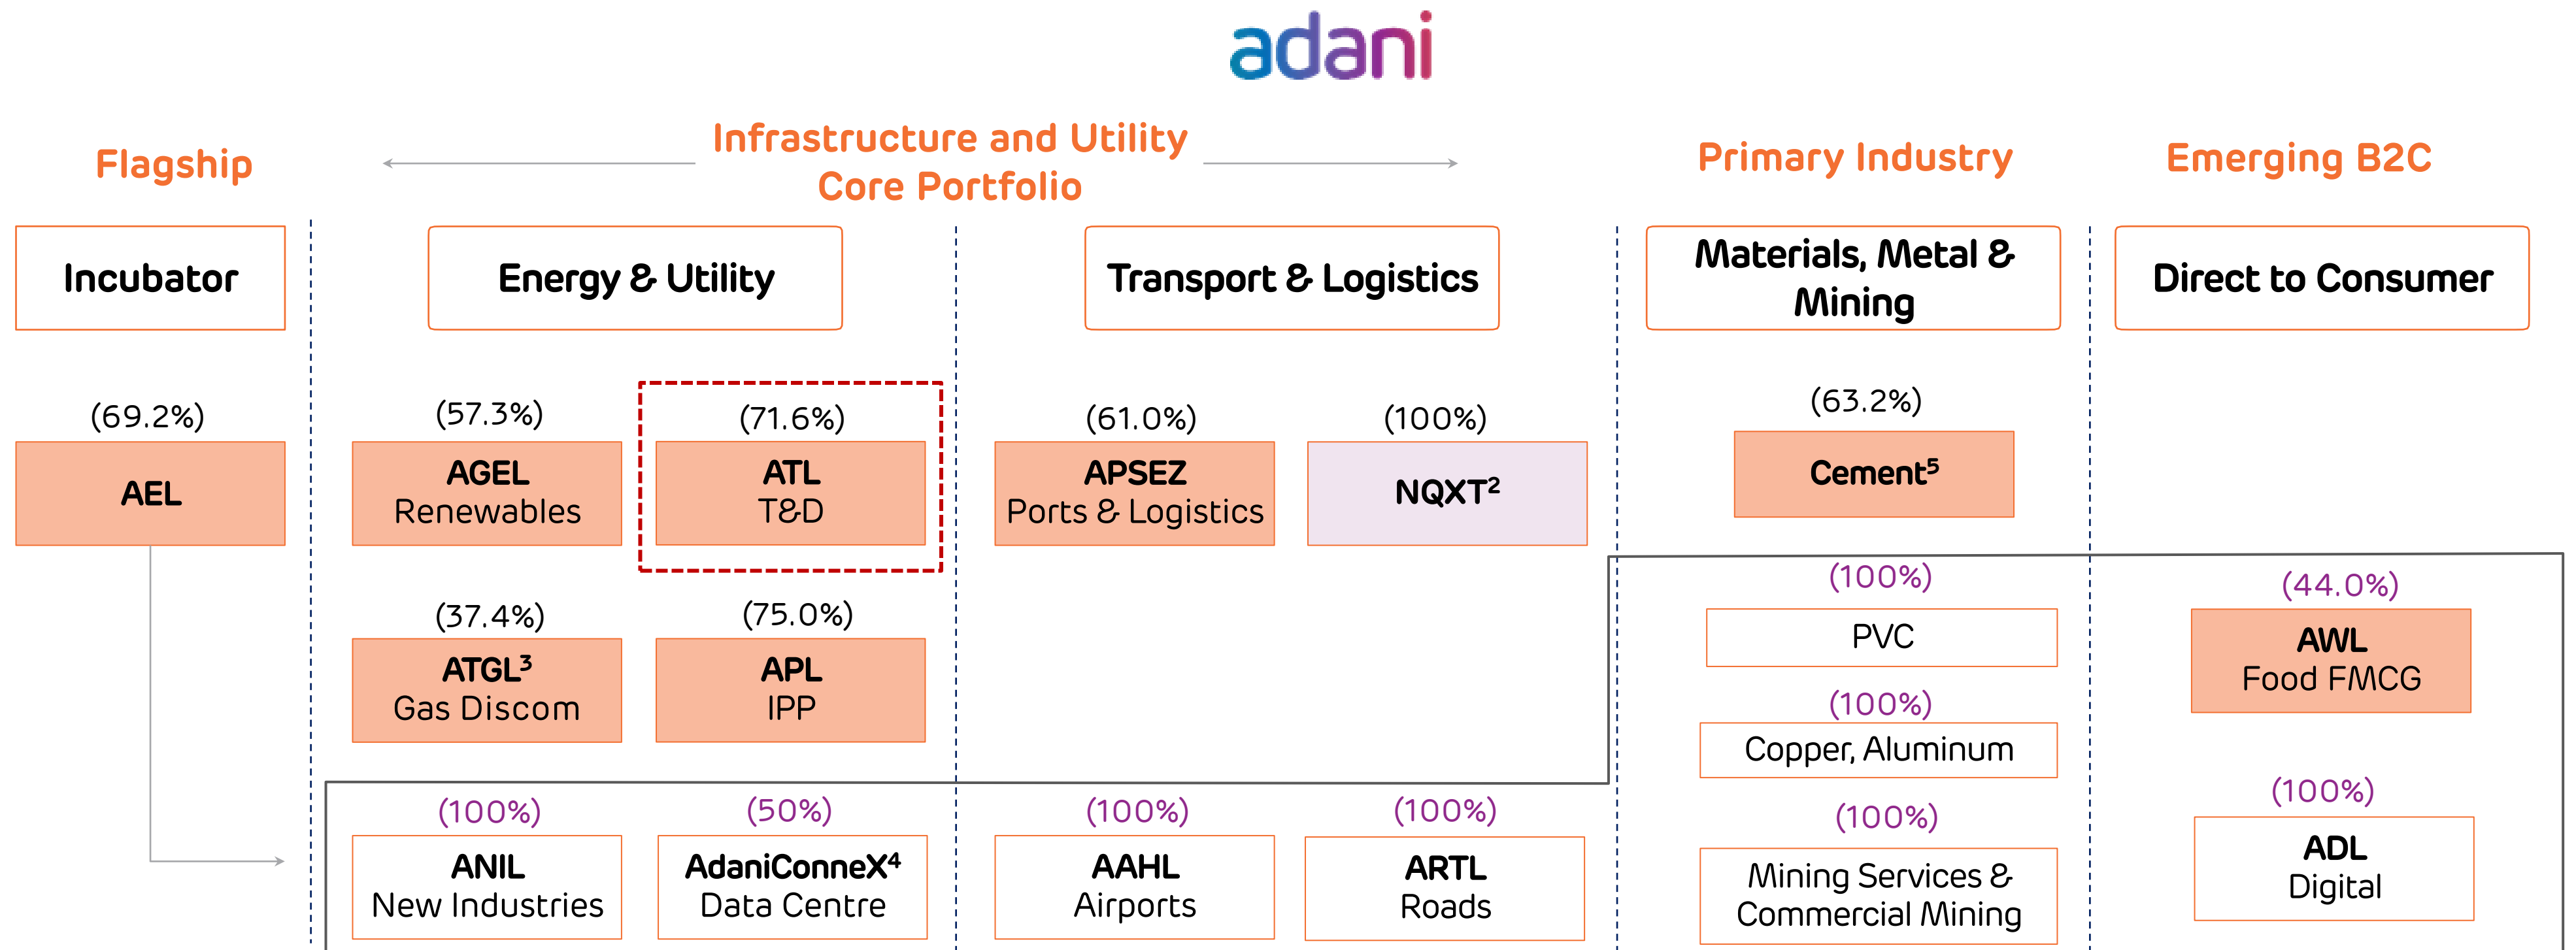 adani
Flagship
Infrastructure and Utility
Core Portfolio
Primary Industry
Emerging B2C
Incubator
Energy & Utility
Transport & Logistics
Materials, Metal &
Mining
Direct to Consumer
(69.2%)
AEL
(57.3%)
AGEL
Renewables
(71.6%)
ATL
T&D
(61.0%)
APSEZ
Ports & Logistics
(100%)
NQXT²
(63.2%)
Cement⁵
(37.4%)
ATGL³
Gas Discom
(75.0%)
APL
IPP
(100%)
PVC
(100%)
Copper, Aluminum
(100%)
Mining Services &
Commercial Mining
(44.0%)
AWL
Food FMCG
(100%)
ADL
Digital
(100%)
ANIL
New Industries
(50%)
AdaniConneX⁴
Data Centre
(100%)
AAHL
Airports
(100%)
ARTL
Roads